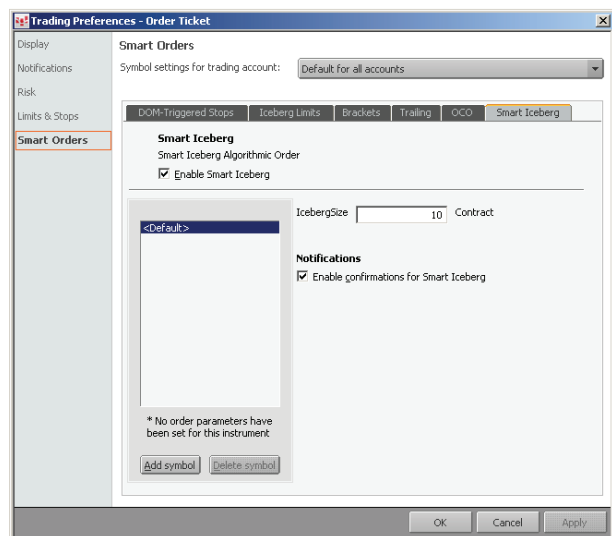 Trading Preferences - Order Ticket
Display
Notifications
Risk
Limits & Stops
Smart Orders
Smart Orders
Symbol settings for trading account:
Default for all accounts
DOM-Triggered Stops
Iceberg Limits
Brackets
Trailing
OCO
Smart Iceberg
Smart Iceberg
Smart Iceberg Algorithmic Order
Enable Smart Iceberg
<Default>
* No order parameters have
been set for this instrument
Add symbol
Delete symbol
IcebergSize 10 Contract
Notifications
Enable confirmations for Smart Iceberg
OK
Cancel
Apply